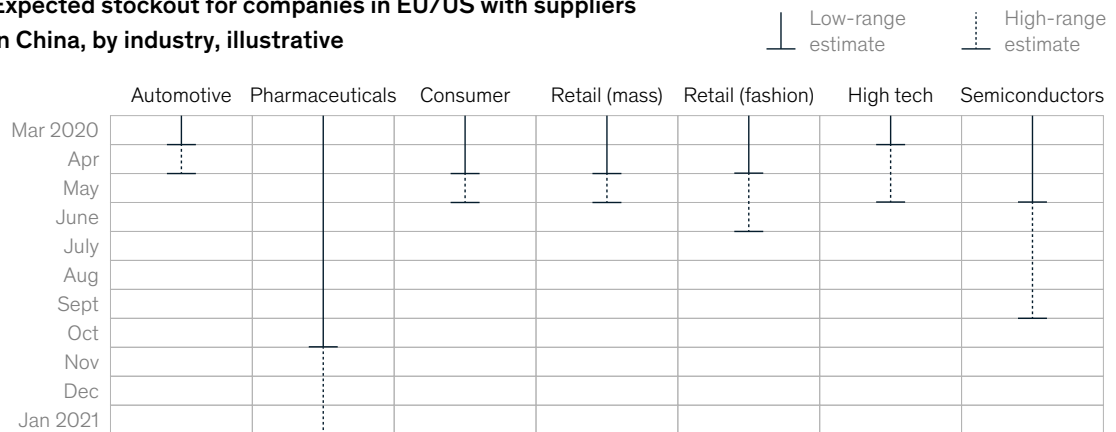 Expected stockout for companies in EU/US with suppliers
in China, by industry, illustrative
Low-range
estimate
High-range
estimate
Automotive Pharmaceuticals Consumer Retail (mass) Retail (fashion) High tech Semiconductors
Mar 2020
Apr
May
June
July
Aug
Sept
Oct
Nov
Dec
Jan 2021